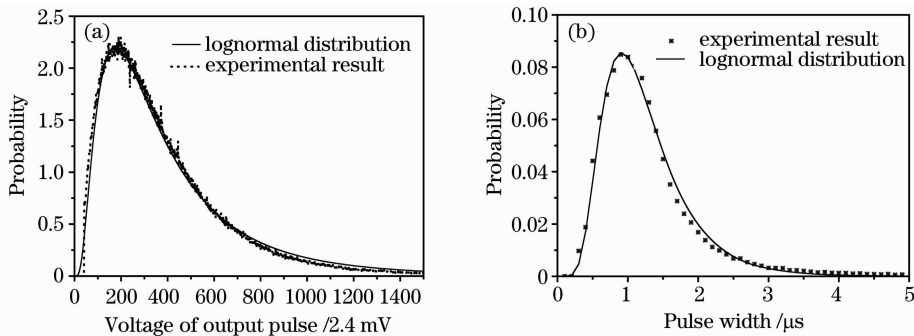 (a)
lognormal distribution
experimental result
Probability
2.5
2.0
1.5
1.0
0.5
0
0 200 400 600 800 1000 1200 1400
Voltage of output pulse /2.4 mV
(b)
experimental result
lognormal distribution
Probability
0.10
0.08
0.06
0.04
0.02
0
0 1 2 3 4 5
Pulse width /μs